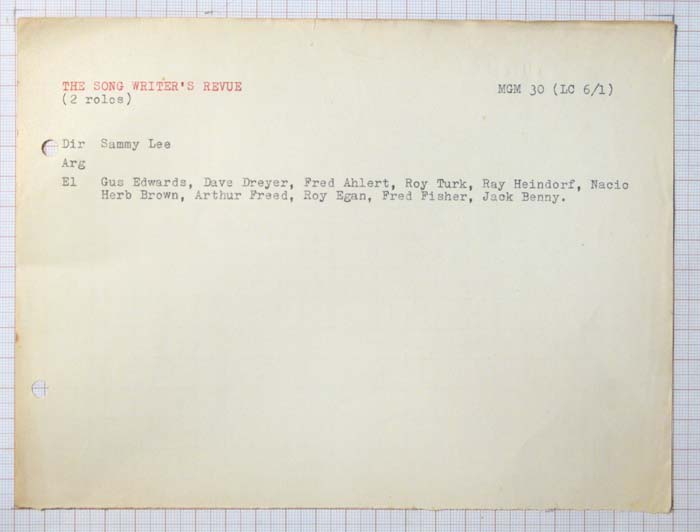 THE SONG WRITER'S REVUE MGM 30 (LC 6/1)
(2 rolos)
Dir Sammy Lee
Arg
El Gus Edwards, Dave Dreyer, Fred Ahlert, Roy Turk, Ray Heindorf, Nacio
Herb Brown, Arthur Freed, Roy Egan, Fred Fisher, Jack Benny.